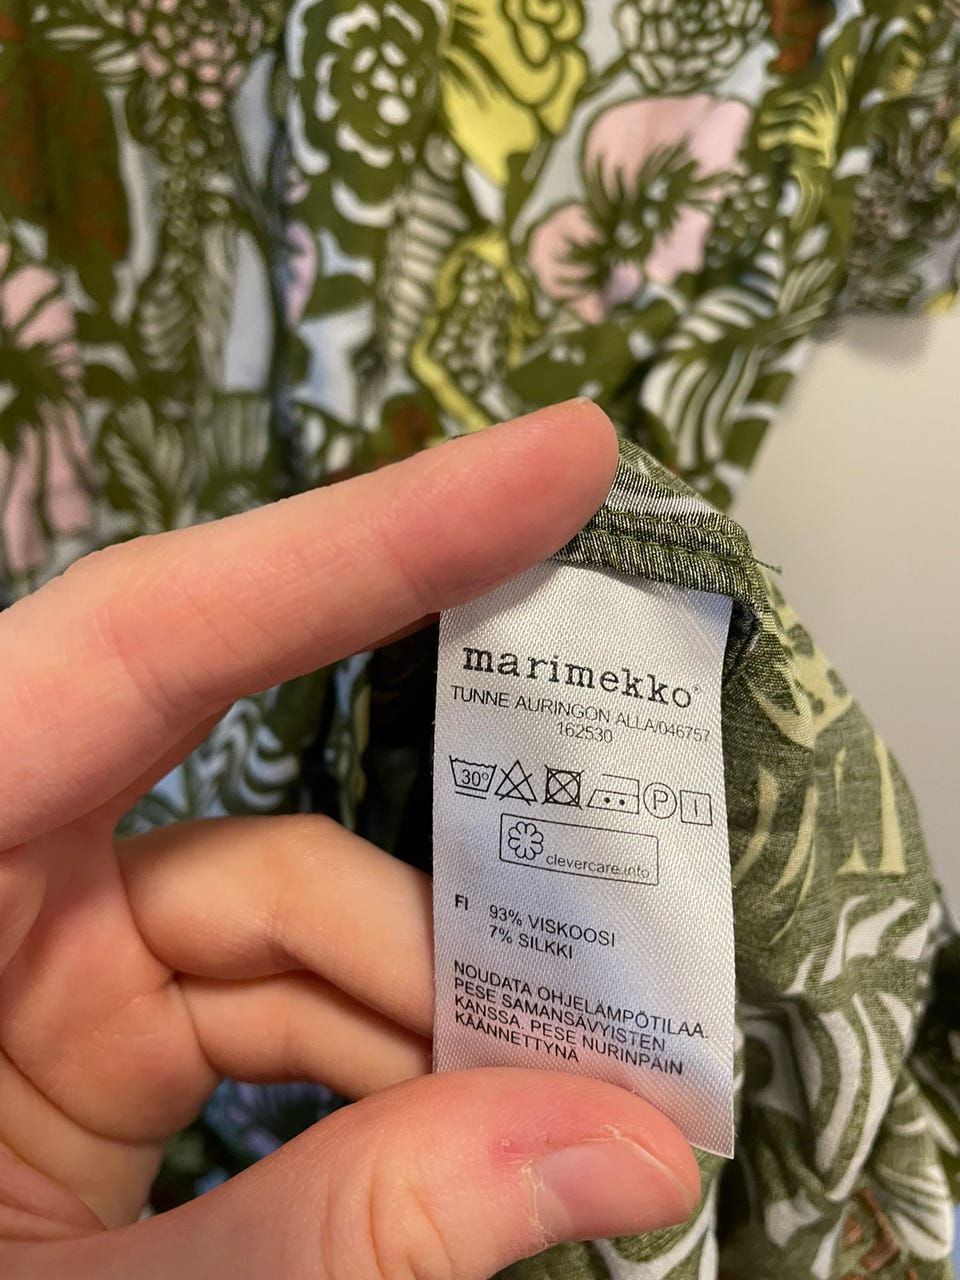 marimekko®
TUNNE AURINGON ALLA/046757
162530
30° P
clevercare.info
FI 93% VISKOOSI
7% SILKKI
NOUDATA OHJELÄMPÖTILAA.
PESE SAMANSÄVYISTEN
KANSSA. PESE NURINPÄIN
KÄÄNNETTYNÄ